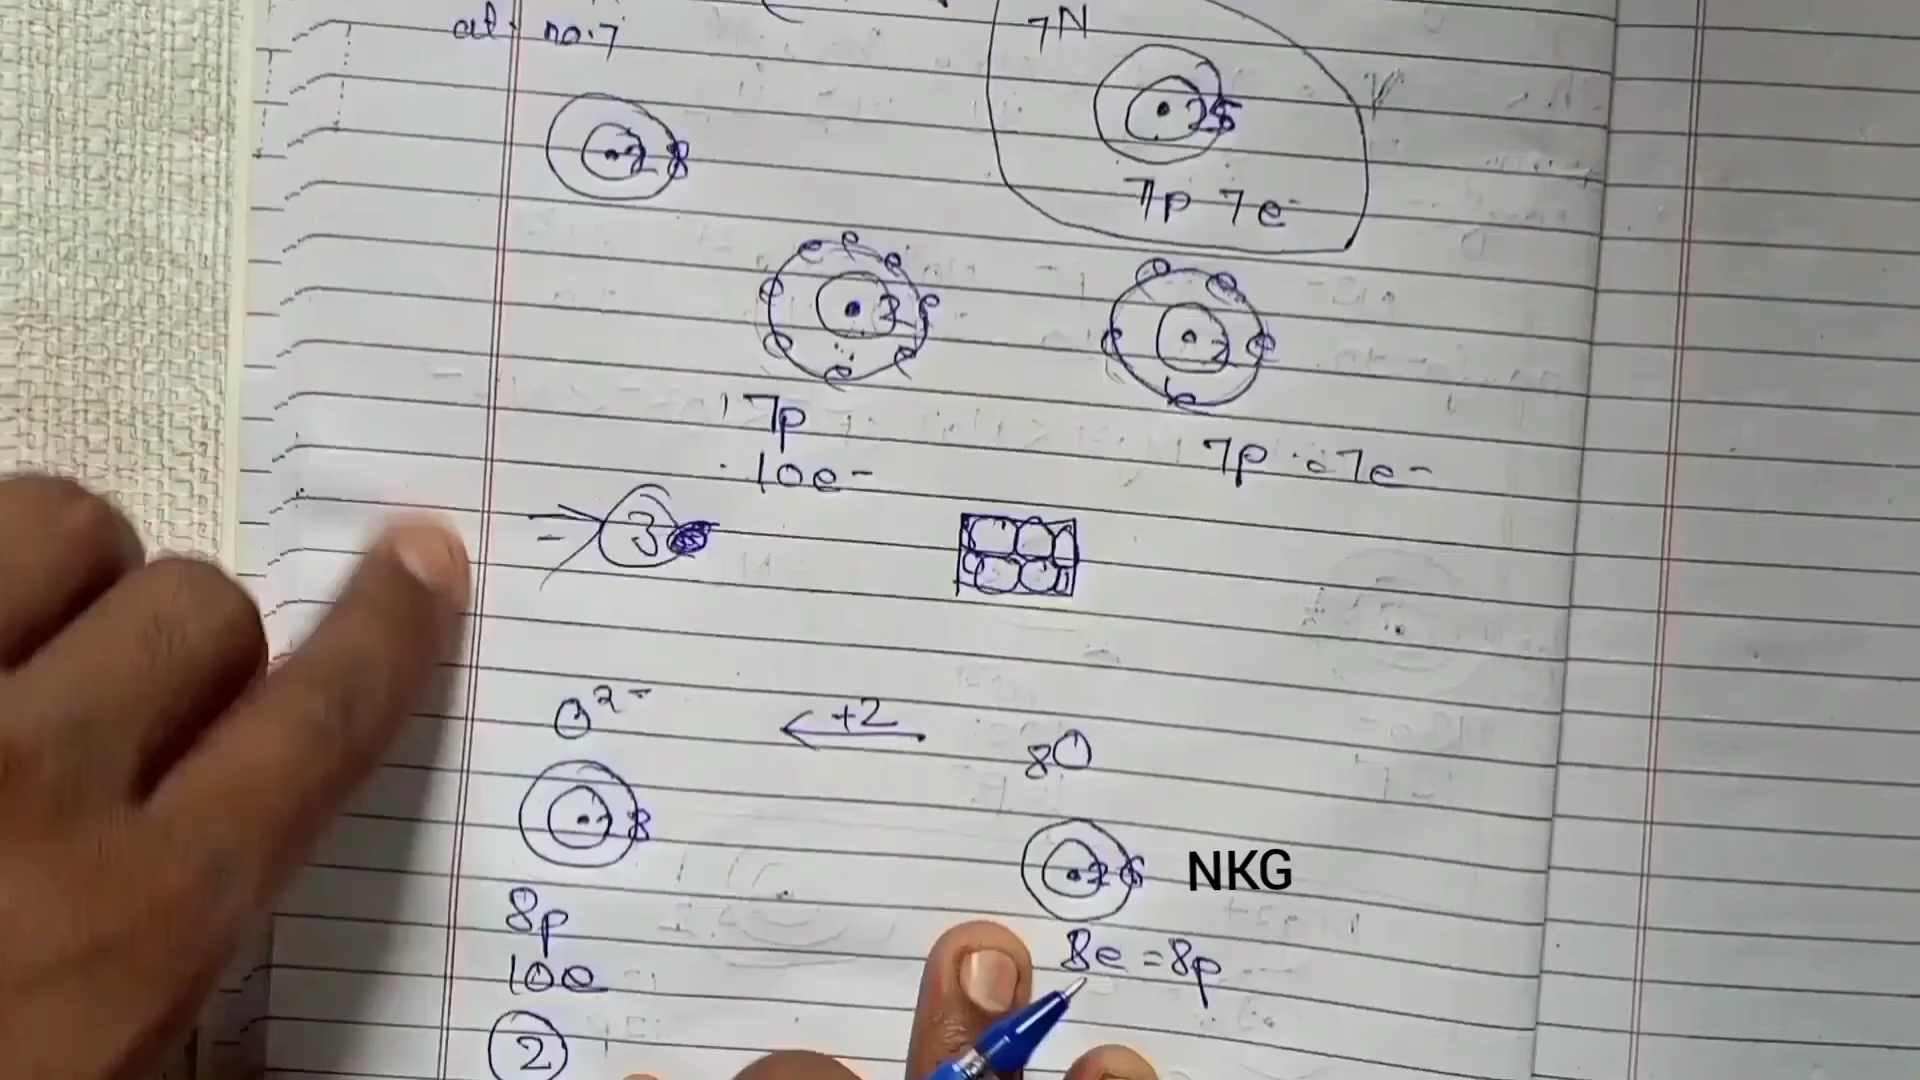 at. no. 7
7N
2 8
2 5
7p 7e-
e e e e e e e e
2
e e e e e
2
7p
10e-
7p 7e-
3
O2-
+2
8O
2 8
2 6
NKG
8p
10e
8e = 8p
2